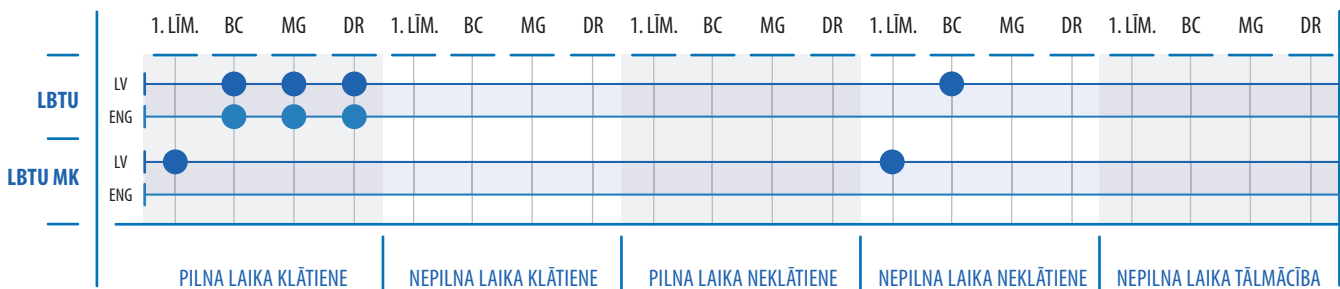 1. LĪM. BC MG DR 1. LĪM. BC MG DR 1. LĪM. BC MG DR 1. LĪM. BC MG DR 1. LĪM. BC MG DR
LBTU
LV
ENG
LBTU MK
LV
ENG
PILNA LAIKA KLĀTIENE NEPILNA LAIKA KLĀTIENE PILNA LAIKA NEKLĀTIENE NEPILNA LAIKA NEKLĀTIENE NEPILNA LAIKA TĀLMĀCĪBA